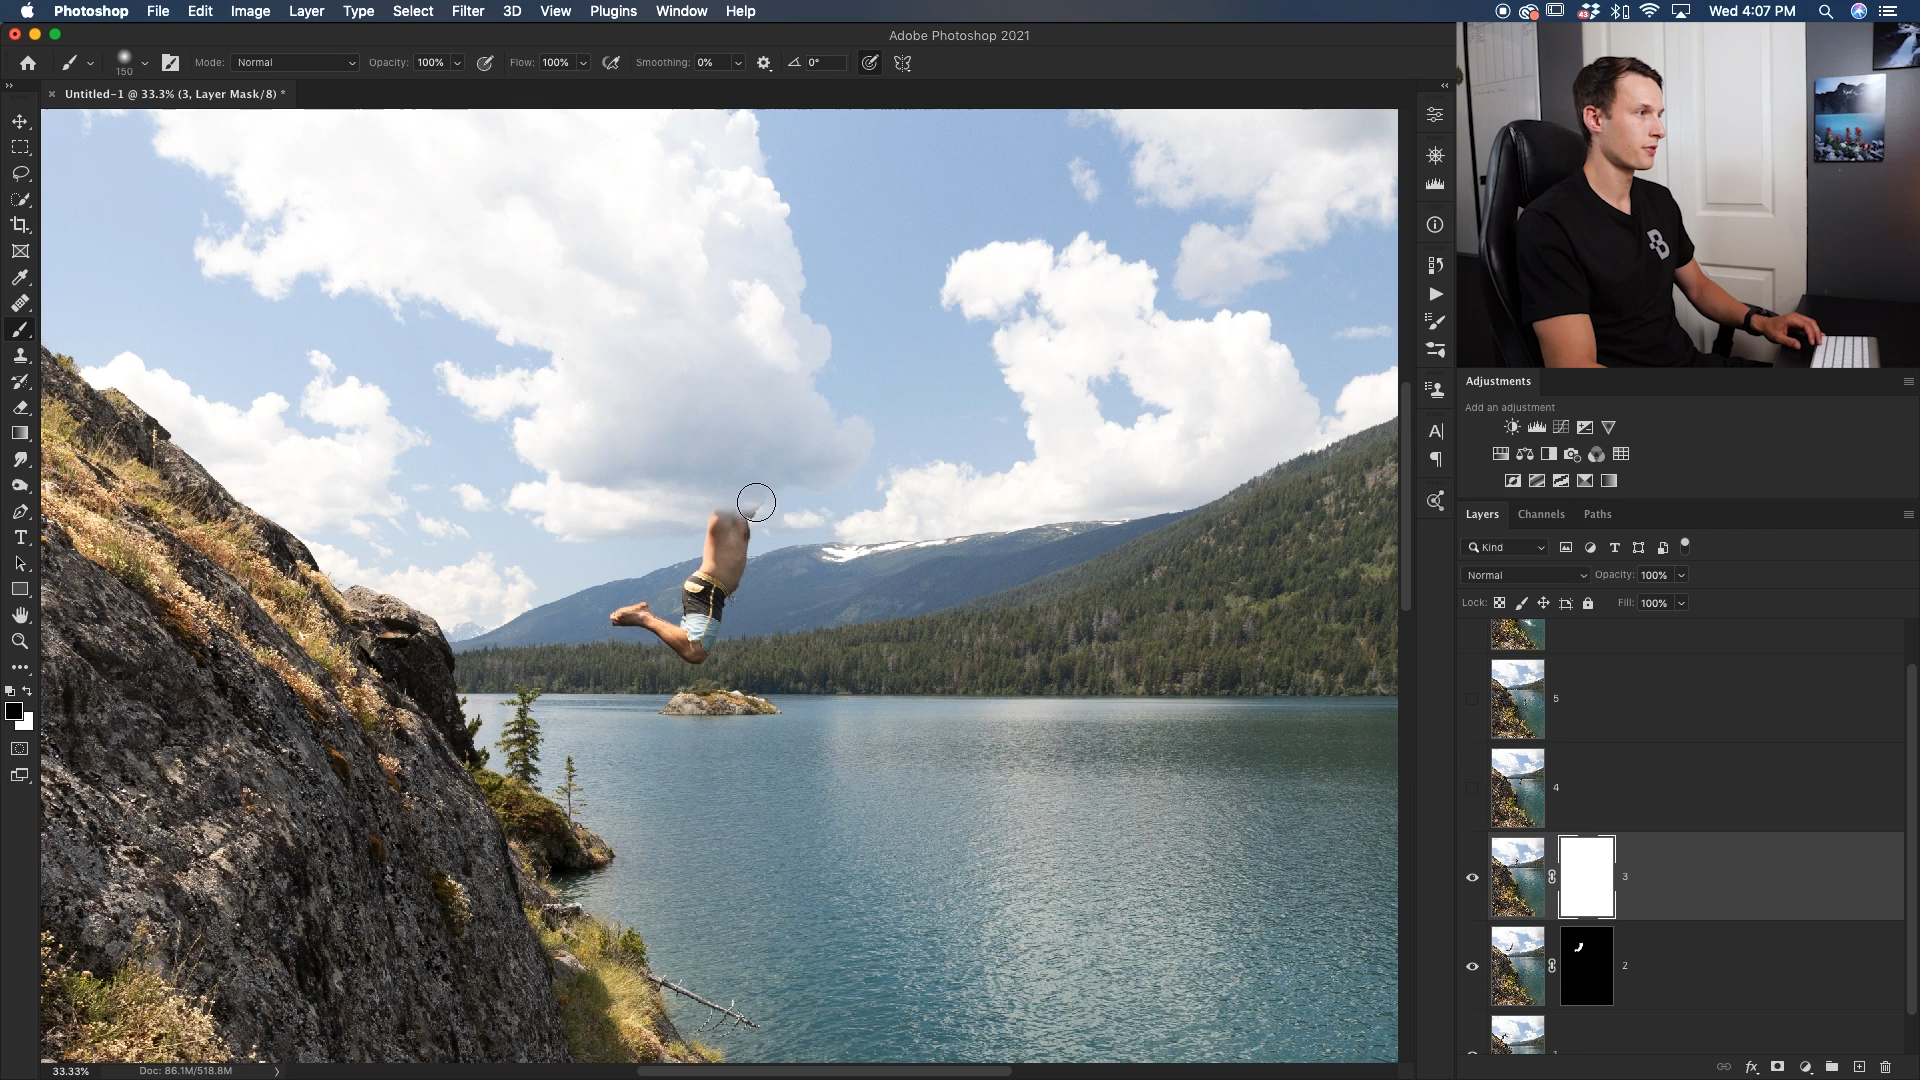 Photoshop File Edit Image Layer Type Select Filter 3D View Plugins Window Help
43 Wed 4:07 PM
Adobe Photoshop 2021
150 Mode: Normal Opacity: 100% Flow: 100% Smoothing: 0% 0°
Untitled-1 @ 33.3% (3, Layer Mask/8) *
B
Adjustments
Add an adjustment
Layers Channels Paths
Kind
Normal Opacity: 100%
Lock: Fill: 100%
5
4
3
2
33.33% Doc: 86.1M/518.8M